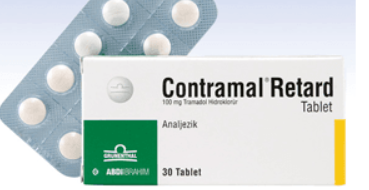 Contramal® Retard
100 mg Tramadol Hidroklorür
Tablet
Analjezik
GRÜNENTHAL
ABDİ İBRAHİM
30 Tablet